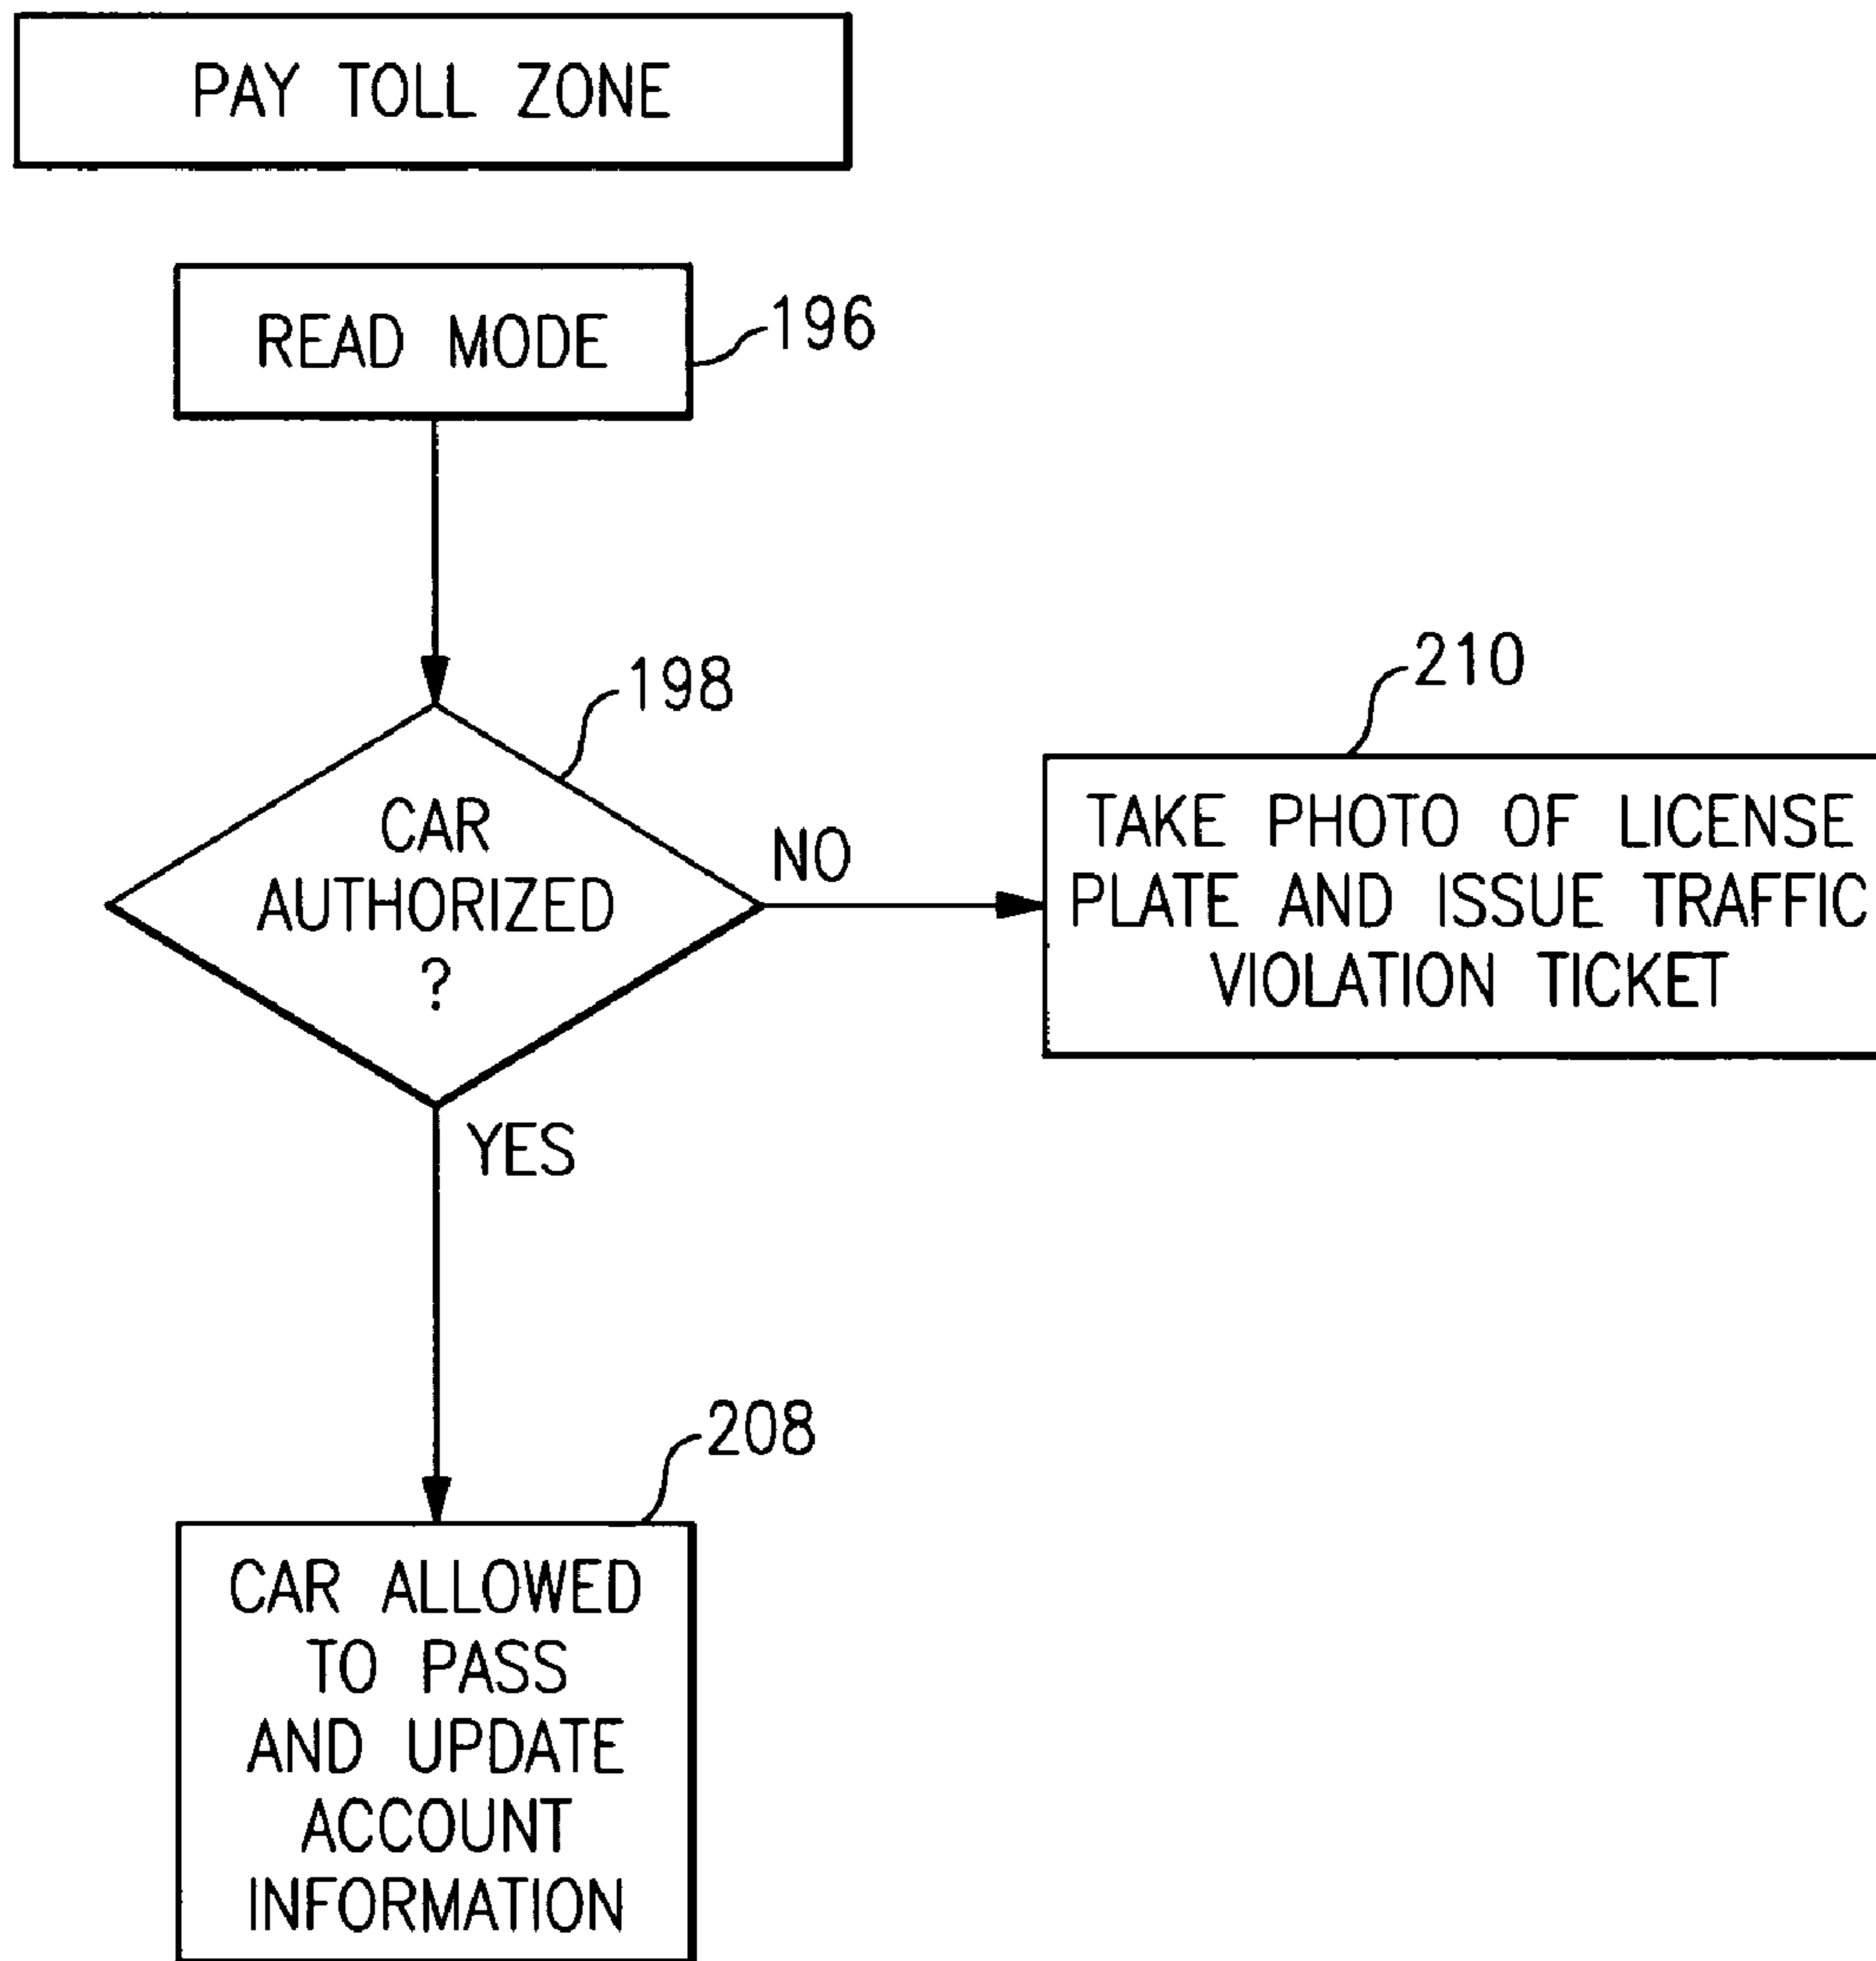 PAY TOLL ZONE
READ MODE
196
198
CAR
AUTHORIZED
?
NO
210
TAKE PHOTO OF LICENSE
PLATE AND ISSUE TRAFFIC
VIOLATION TICKET
YES
208
CAR ALLOWED
TO PASS
AND UPDATE
ACCOUNT
INFORMATION